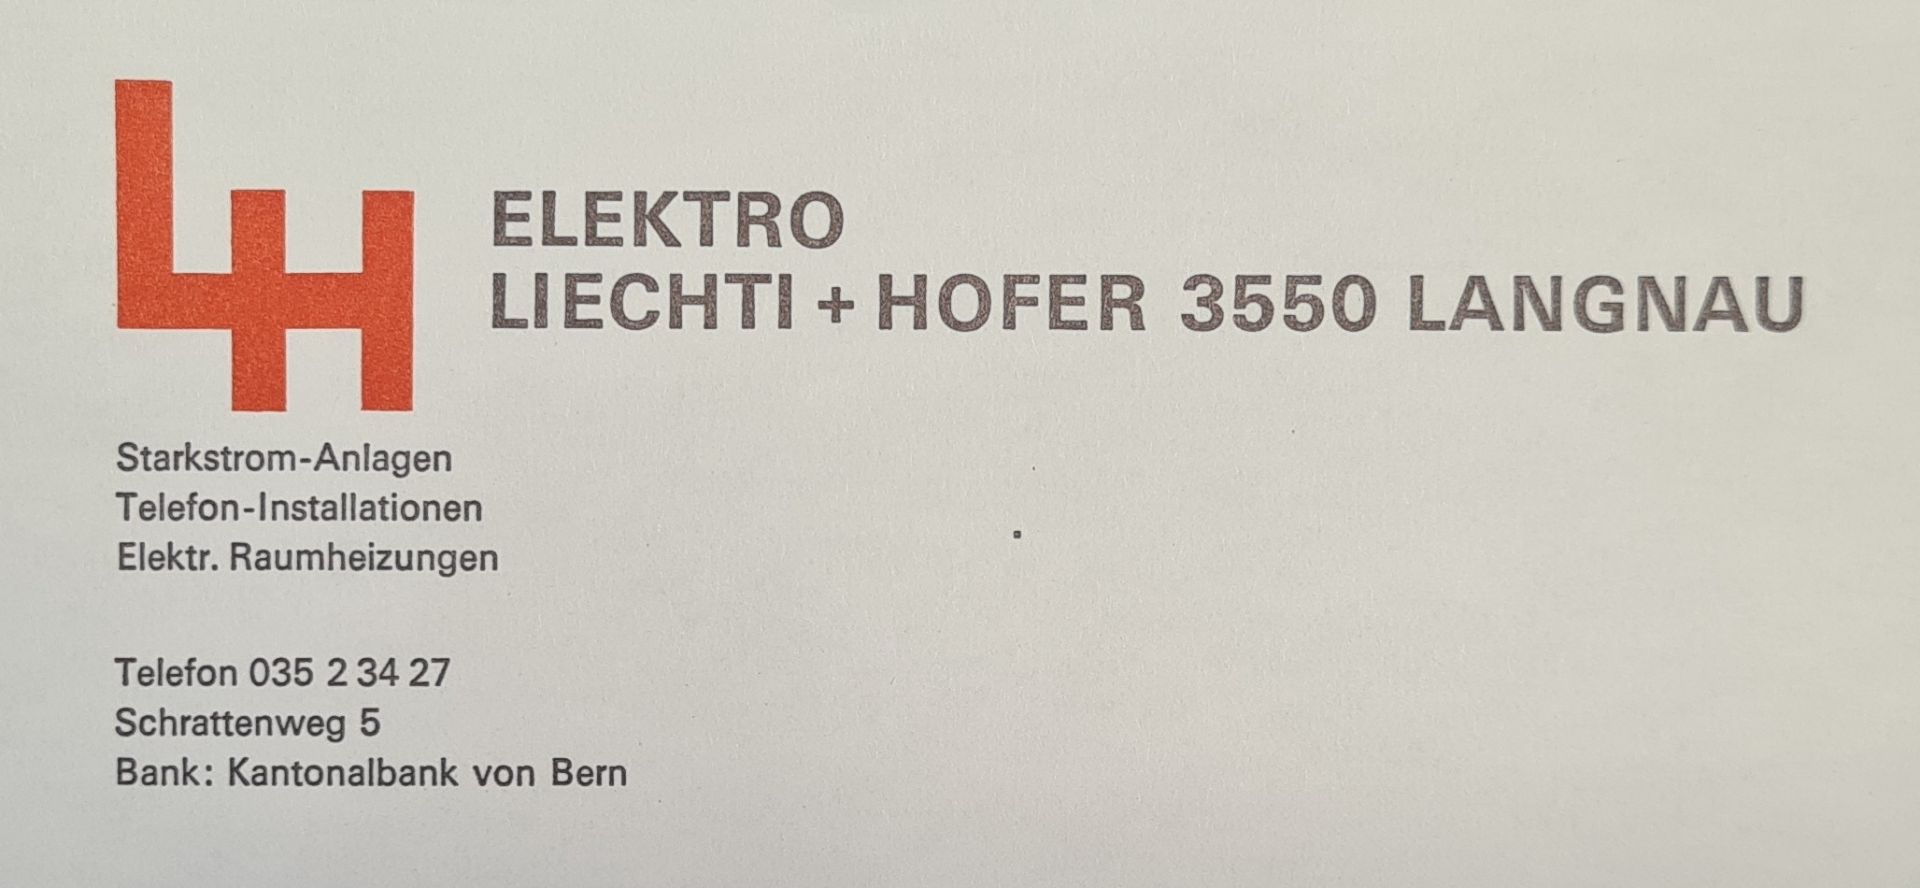 LH
ELEKTRO
LIECHTI + HOFER 3550 LANGNAU
Starkstrom-Anlagen
Telefon-Installationen
Elektr. Raumheizungen
Telefon 035 2 34 27
Schrattenweg 5
Bank: Kantonalbank von Bern